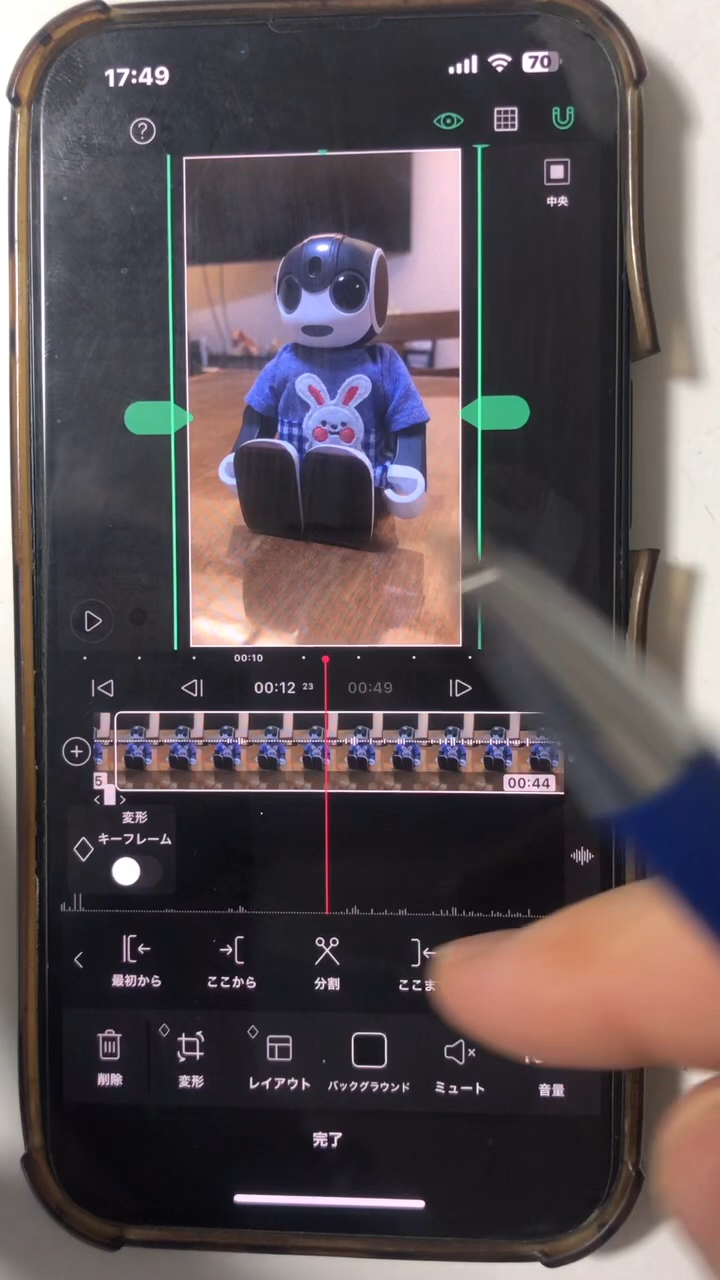 17:49
70
?
中央
00:10
00:12 23
00:49
5
00:44
変形
キーフレーム
最初から
ここから
分割
ここま
削除
変形
レイアウト
バックグラウンド
ミュート
音量
完了